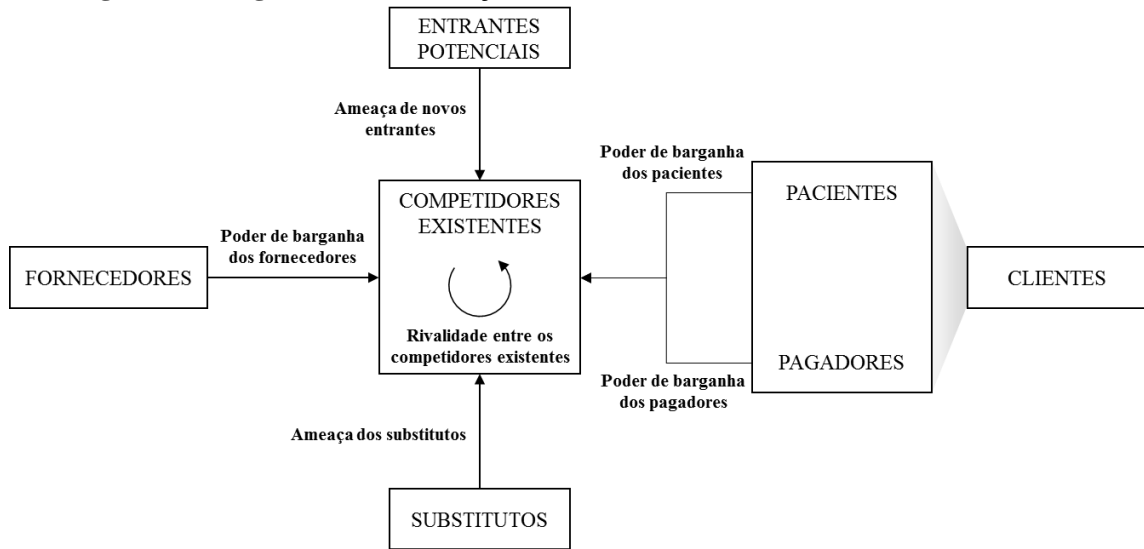 ENTRANTES
POTENCIAIS
Ameaça de novos
entrantes
Poder de barganha
dos pacientes
COMPETIDORES
EXISTENTES
PACIENTES
Poder de barganha
dos fornecedores
FORNECEDORES
CLIENTES
Rivalidade entre os
competidores existentes
PAGADORES
Poder de barganha
dos pagadores
Ameaça dos substitutos
SUBSTITUTOS